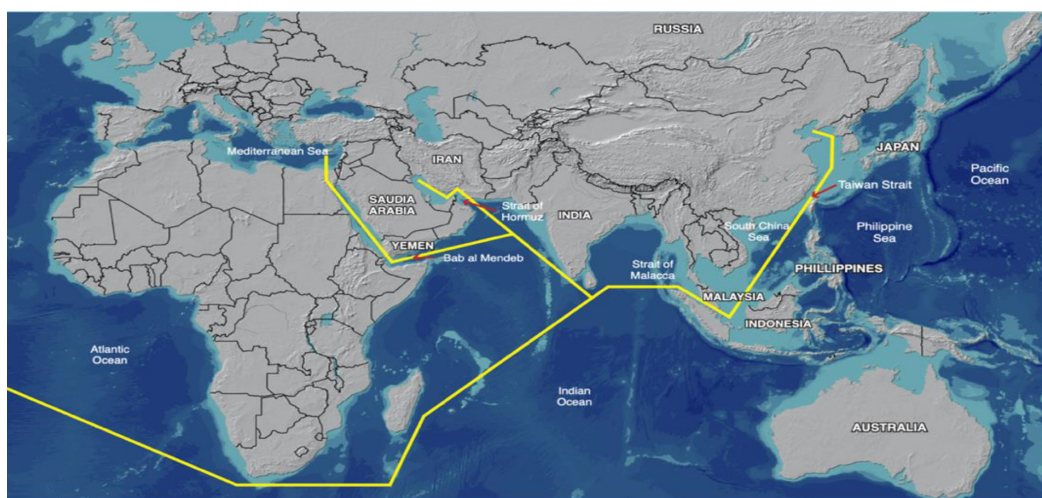 RUSSIA
JAPAN
Mediterranean Sea
IRAN
Pacific
Ocean
Taiwan Strait
SAUDIA
ARABIA
Strait of
Hormuz
INDIA
South China
Sea
Philippine
Sea
YEMEN
Bab al Mendeb
Strait of
Malacca
PHILLIPPINES
MALAYSIA
INDONESIA
Atlantic
Ocean
Indian
Ocean
AUSTRALIA